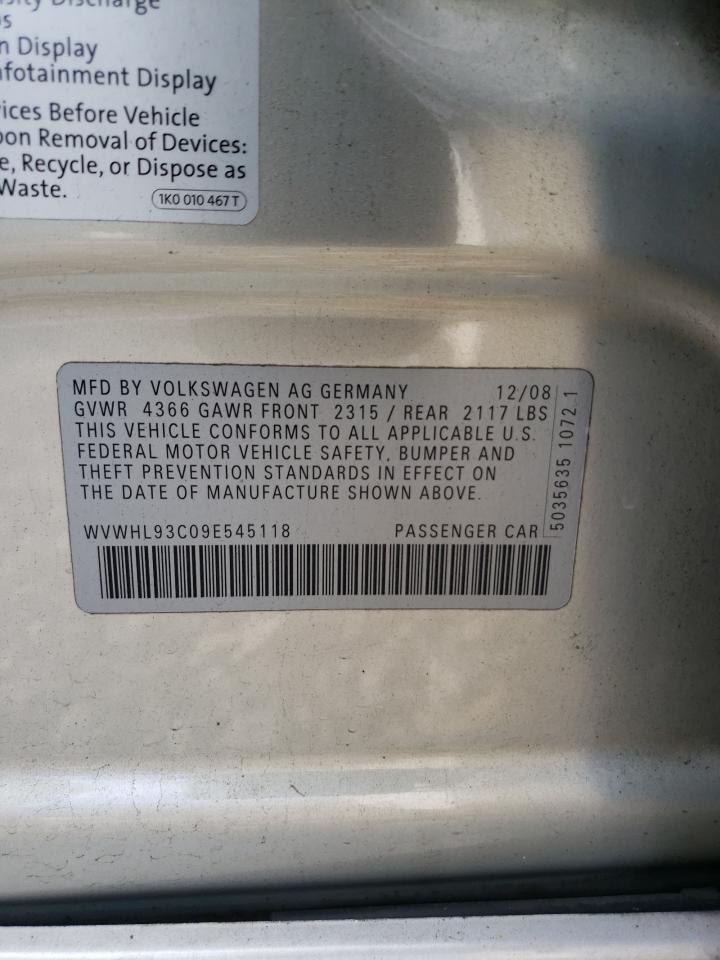 Discharge
n Display
nfotainment Display
ices Before Vehicle
pon Removal of Devices:
e, Recycle, or Dispose as
Waste.
1K0 010 467 T
MFD BY VOLKSWAGEN AG GERMANY 12/08
GVWR 4366 GAWR FRONT 2315 / REAR 2117 LBS
THIS VEHICLE CONFORMS TO ALL APPLICABLE U.S.
FEDERAL MOTOR VEHICLE SAFETY, BUMPER AND
THEFT PREVENTION STANDARDS IN EFFECT ON
THE DATE OF MANUFACTURE SHOWN ABOVE.
WVWHL93C09E545118 PASSENGER CAR
5035635 1072.1